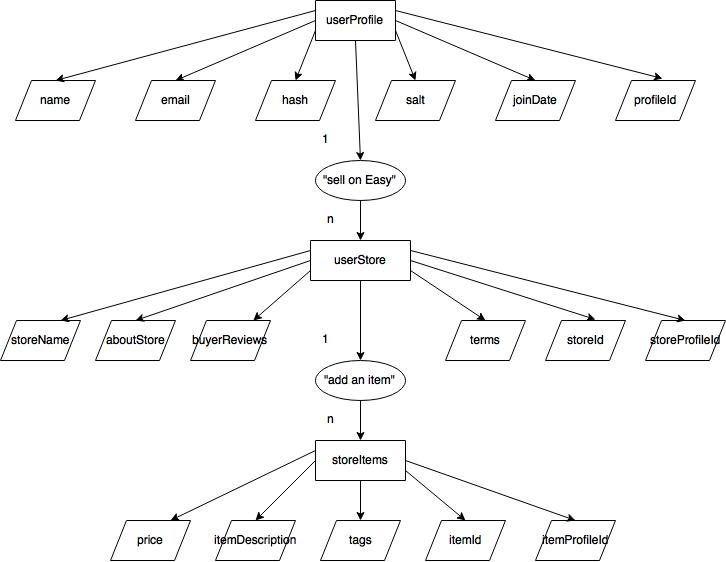 userProfile
name
email
hash
salt
joinDate
profileId
1
"sell on Easy"
n
userStore
storeName
aboutStore
buyerReviews
terms
storeId
storeProfileId
1
"add an item"
n
storeItems
price
itemDescription
tags
itemId
itemProfileId